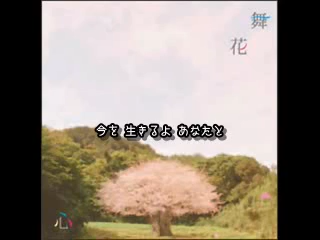 舞
花
今を 生きるよ あなたと
心